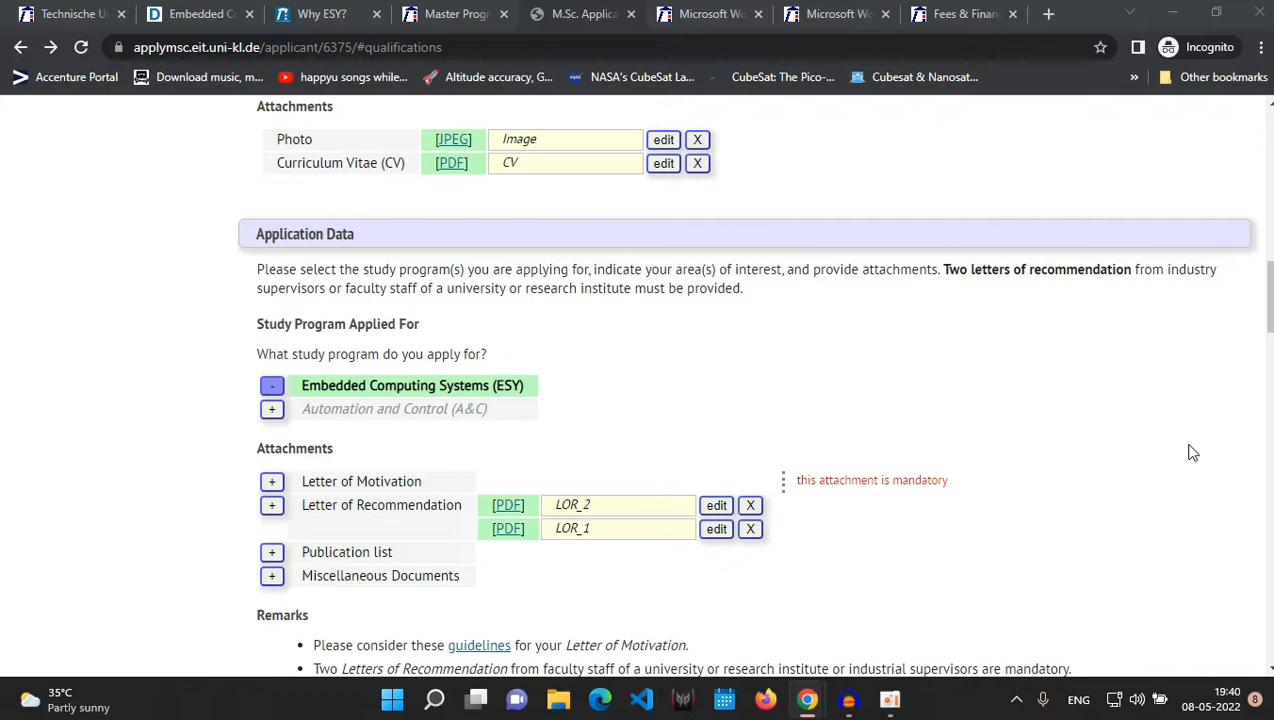 Technische U
Embedded Co
Why ESY?
Master Progr
M.Sc. Applica
Microsoft Wo
Microsoft Wo
Fees & Finan
applymsc.eit.uni-kl.de/applicant/6375/#qualifications
Incognito
Accenture Portal
Download music, m...
happyu songs while...
Altitude accuracy, G...
NASA's CubeSat La...
CubeSat: The Pico-...
Cubesat & Nanosat...
»
Other bookmarks
Attachments
Photo [JPEG] Image edit X
Curriculum Vitae (CV) [PDF] CV edit X
Application Data
Please select the study program(s) you are applying for, indicate your area(s) of interest, and provide attachments. Two letters of recommendation from industry
supervisors or faculty staff of a university or research institute must be provided.
Study Program Applied For
What study program do you apply for?
- Embedded Computing Systems (ESY)
+ Automation and Control (A&C)
Attachments
+ Letter of Motivation this attachment is mandatory
+ Letter of Recommendation [PDF] LOR_2 edit X
[PDF] LOR_1 edit X
+ Publication list
+ Miscellaneous Documents
Remarks
• Please consider these guidelines for your Letter of Motivation.
• Two Letters of Recommendation from faculty staff of a university or research institute or industrial supervisors are mandatory.
35°C
Partly sunny
ENG
19:40
08-05-2022
8